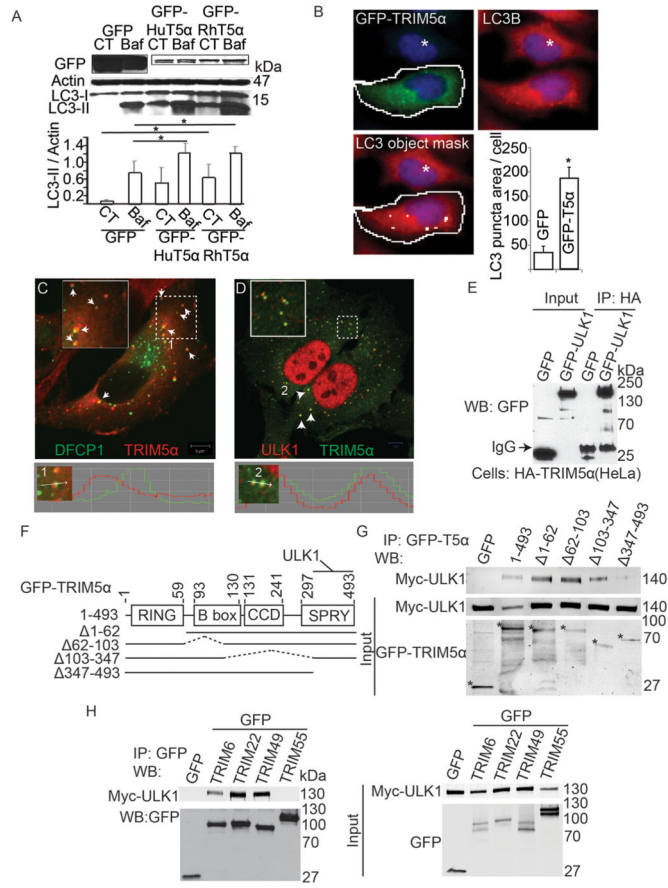 A
GFP
GFP-HuT5α
GFP-RhT5α
CT Baf CT Baf CT Baf
kDa
GFP
Actin
47
LC3-I
LC3-II
15
*
*
*
LC3-II / Actin
1.4
1.0
0.6
0.2
CT Baf CT Baf CT Baf
GFP
GFP-HuT5α
GFP-RhT5α
B
GFP-TRIM5α
*
LC3B
*
LC3 object mask
*
LC3 puncta area / cell
250
200
150
100
50
GFP
GFP-T5α
*
C
1
DFCP1
TRIM5α
1
D
2
ULK1
TRIM5α
2
E
Input
IP: HA
GFP
GFP-ULK1
GFP
GFP-ULK1
kDa
250
130
70
25
WB: GFP
IgG
Cells: HA-TRIM5α(HeLa)
F
ULK1
GFP-TRIM5α
1
59
93
130
131
241
297
493
1-493
RING
B box
CCD
SPRY
Δ1-62
Δ62-103
Δ103-347
Δ347-493
G
IP: GFP-T5α
WB:
GFP
1-493
Δ1-62
Δ62-103
Δ103-347
Δ347-493
Myc-ULK1
140
Input
Myc-ULK1
140
GFP-TRIM5α
100
80
70
27
* * * * * *
H
GFP
IP: GFP
WB:
GFP
TRIM6
TRIM22
TRIM49
TRIM55
kDa
Myc-ULK1
130
WB:GFP
130
100
70
27
GFP
GFP
TRIM6
TRIM22
TRIM49
TRIM55
Input
Myc-ULK1
130
GFP
130
100
70
27